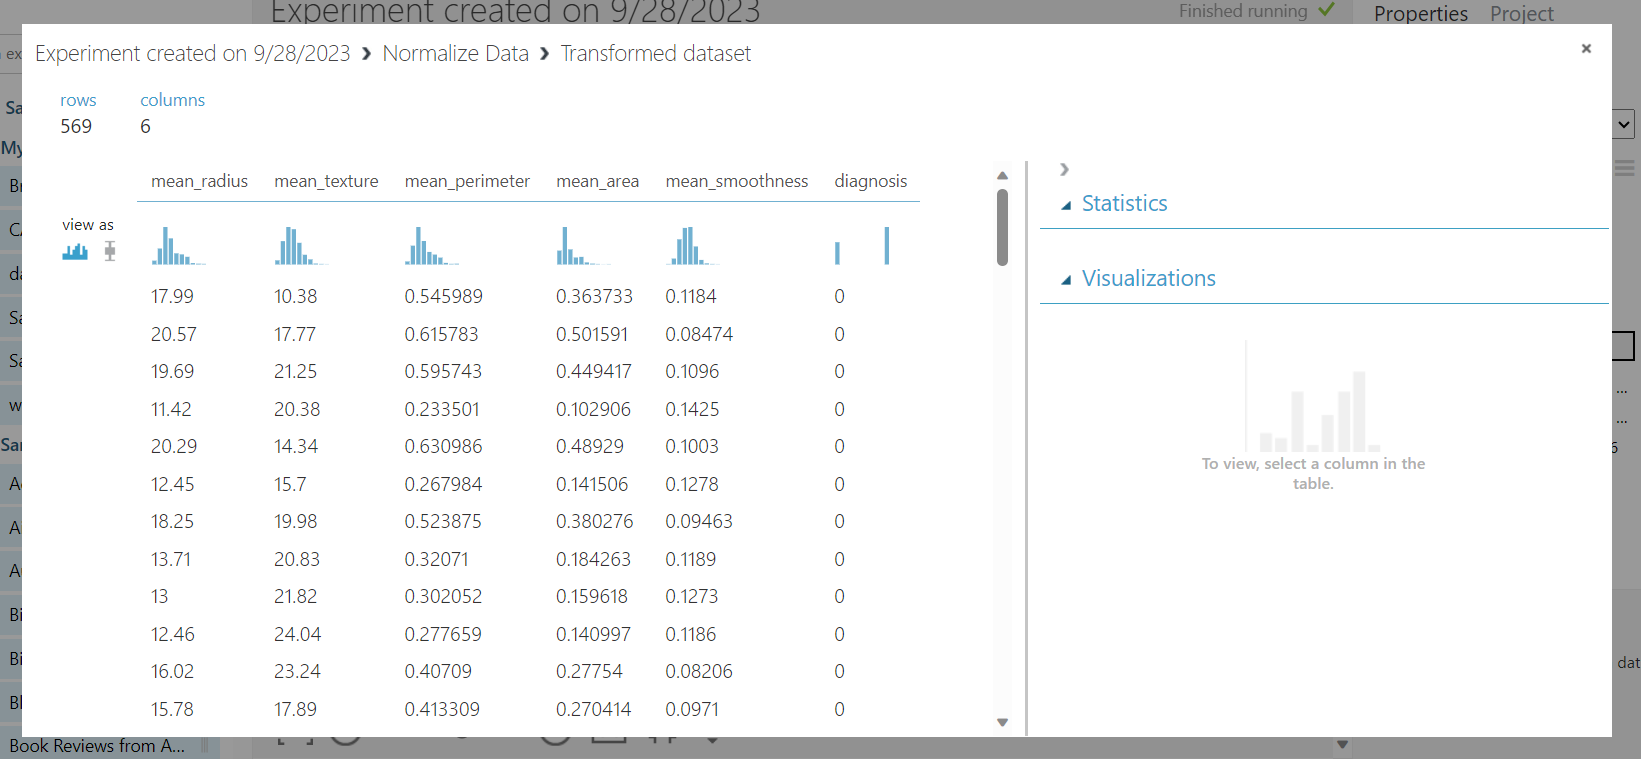 Experiment created on 9/28/2023
Finished running
Properties Project
Experiment created on 9/28/2023 › Normalize Data › Transformed dataset
rows columns
569 6
mean_radius mean_texture mean_perimeter mean_area mean_smoothness diagnosis
view as
17.99 10.38 0.545989 0.363733 0.1184 0
20.57 17.77 0.615783 0.501591 0.08474 0
19.69 21.25 0.595743 0.449417 0.1096 0
11.42 20.38 0.233501 0.102906 0.1425 0
20.29 14.34 0.630986 0.48929 0.1003 0
12.45 15.7 0.267984 0.141506 0.1278 0
18.25 19.98 0.523875 0.380276 0.09463 0
13.71 20.83 0.32071 0.184263 0.1189 0
13 21.82 0.302052 0.159618 0.1273 0
12.46 24.04 0.277659 0.140997 0.1186 0
16.02 23.24 0.40709 0.27754 0.08206 0
15.78 17.89 0.413309 0.270414 0.0971 0
Statistics
Visualizations
To view, select a column in the
table.
Book Reviews from A...